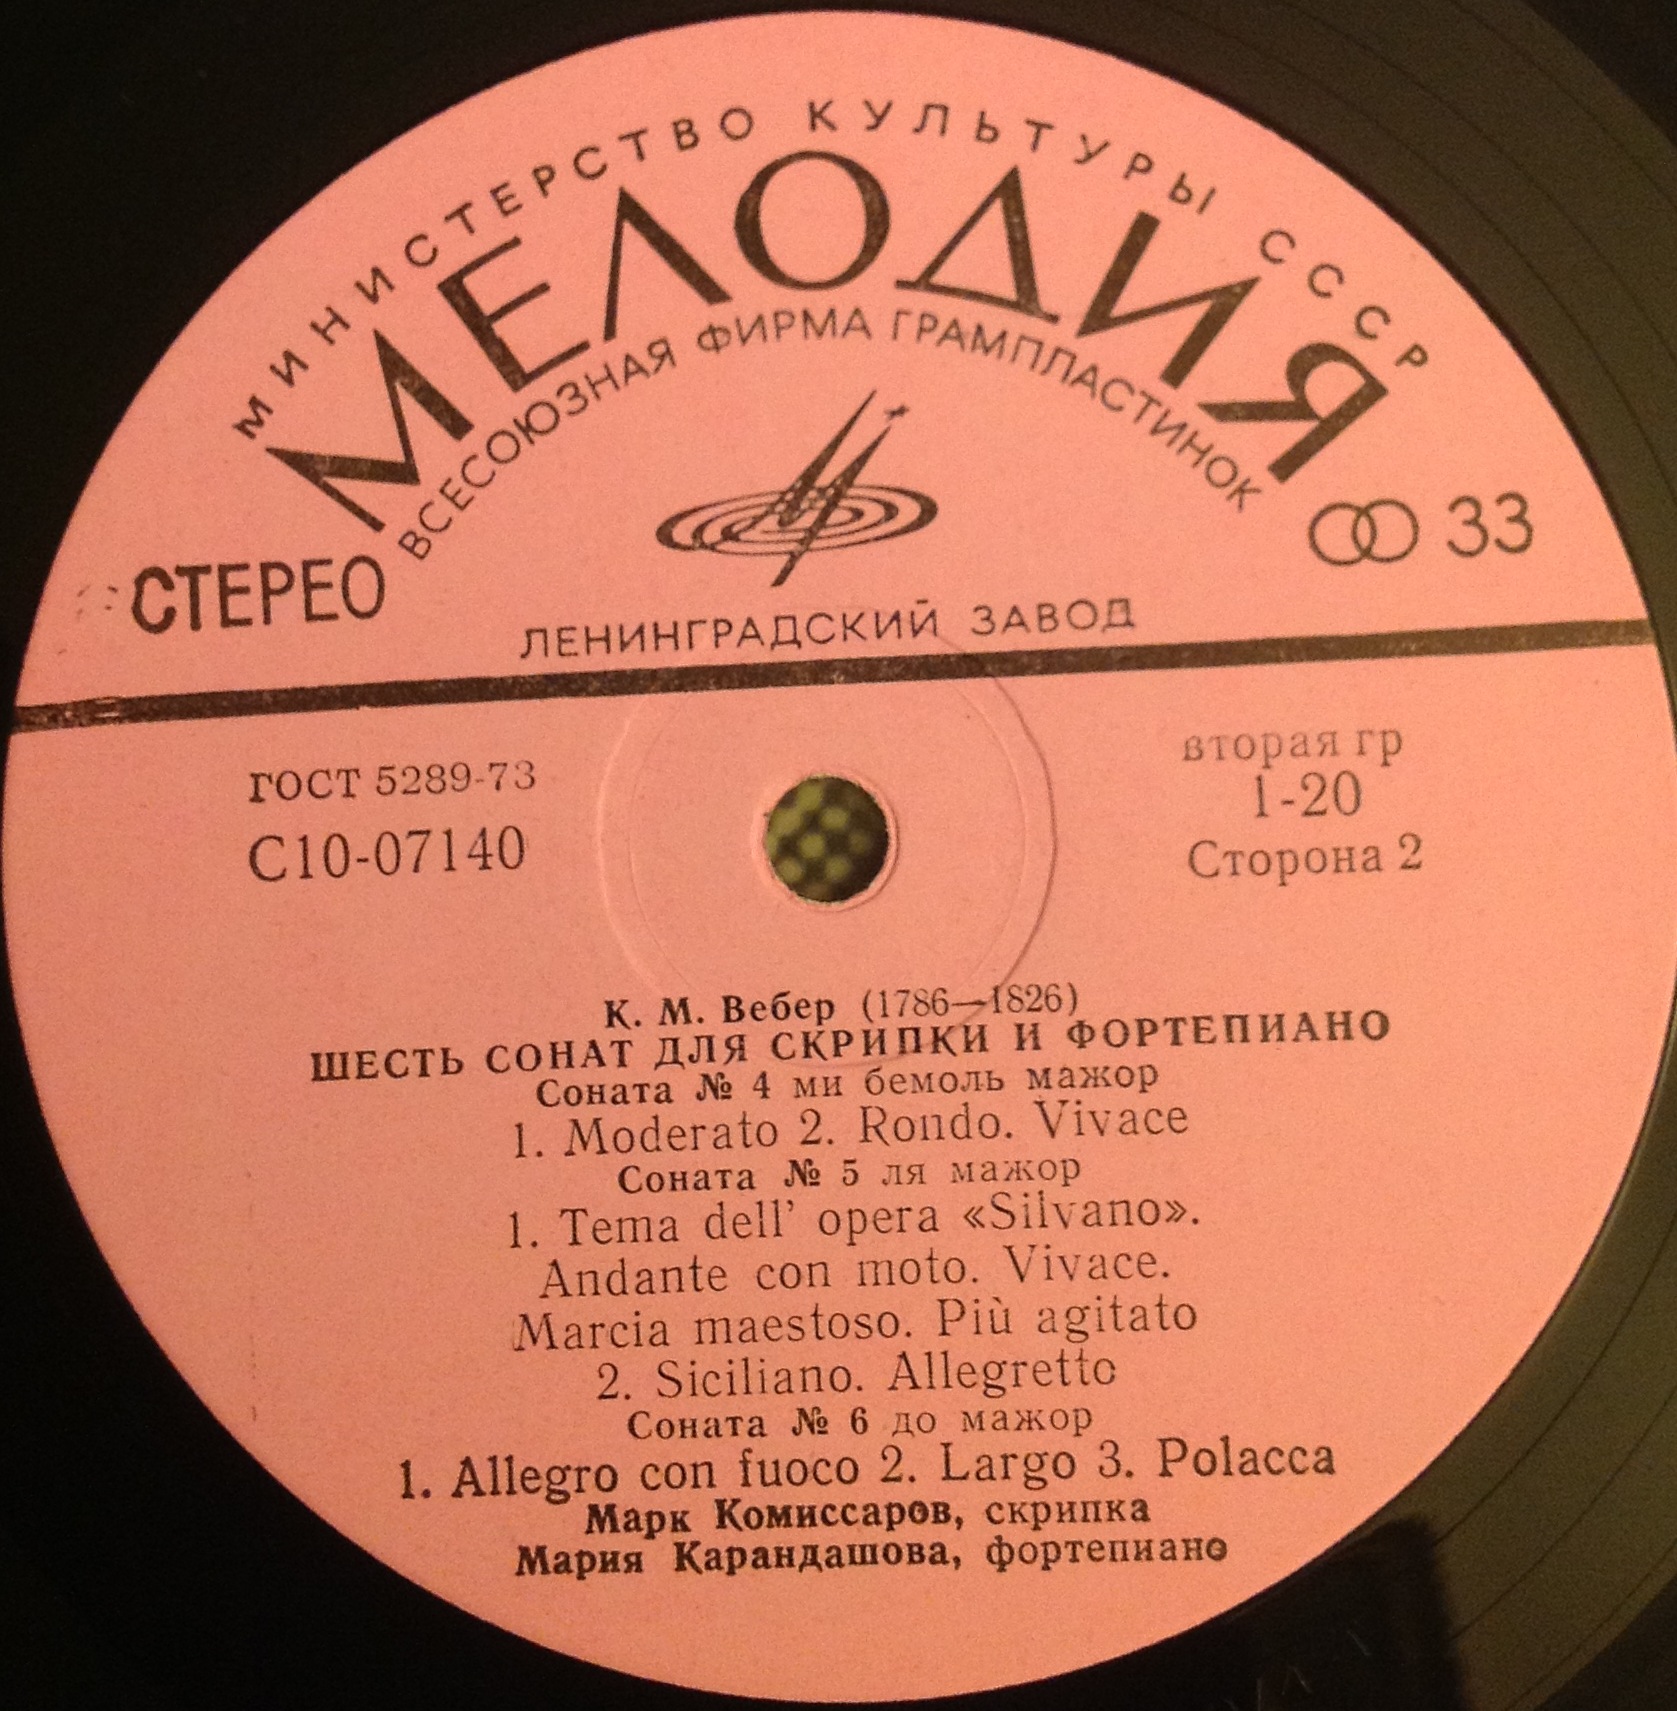 МИНИСТЕРСТВО КУЛЬТУРЫ СССР
МЕЛОДИЯ
ВСЕСОЮЗНАЯ ФИРМА ГРАМПЛАСТИНОК
СТЕРЕО
33
ЛЕНИНГРАДСКИЙ ЗАВОД
ГОСТ 5289-73
С10-07140
вторая гр
1-20
Сторона 2
К. М. Вебер (1786—1826)
ШЕСТЬ СОНАТ ДЛЯ СКРИПКИ И ФОРТЕПИАНО
Соната № 4 ми бемоль мажор
1. Moderato 2. Rondo. Vivace
Соната № 5 ля мажор
1. Tema dell' opera «Silvano».
Andante con moto. Vivace.
Marcia maestoso. Più agitato
2. Siciliano. Allegretto
Соната № 6 до мажор
1. Allegro con fuoco 2. Largo 3. Polacca
Марк Комиссаров, скрипка
Мария Карандашова, фортепиано